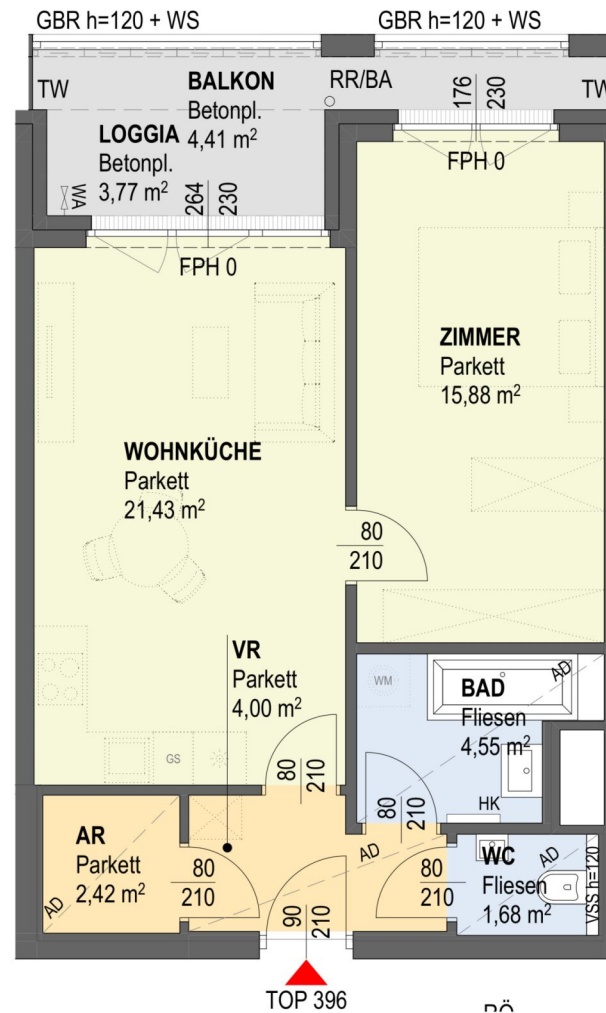 GBR h=120 + WS
GBR h=120 + WS
TW
BALKON
Betonpl.
4,41 m²
RR/BA
176
230
TW
LOGGIA
Betonpl.
3,77 m²
WA
264
230
FPH 0
FPH 0
ZIMMER
Parkett
15,88 m²
WOHNKÜCHE
Parkett
21,43 m²
80
210
VR
Parkett
4,00 m²
WM
AD
BAD
Fliesen
4,55 m²
GS
80
210
80
210
HK
AR
Parkett
2,42 m²
AD
80
210
AD
90
210
80
210
WC
Fliesen
1,68 m²
AD
VSS h=120
TOP 396